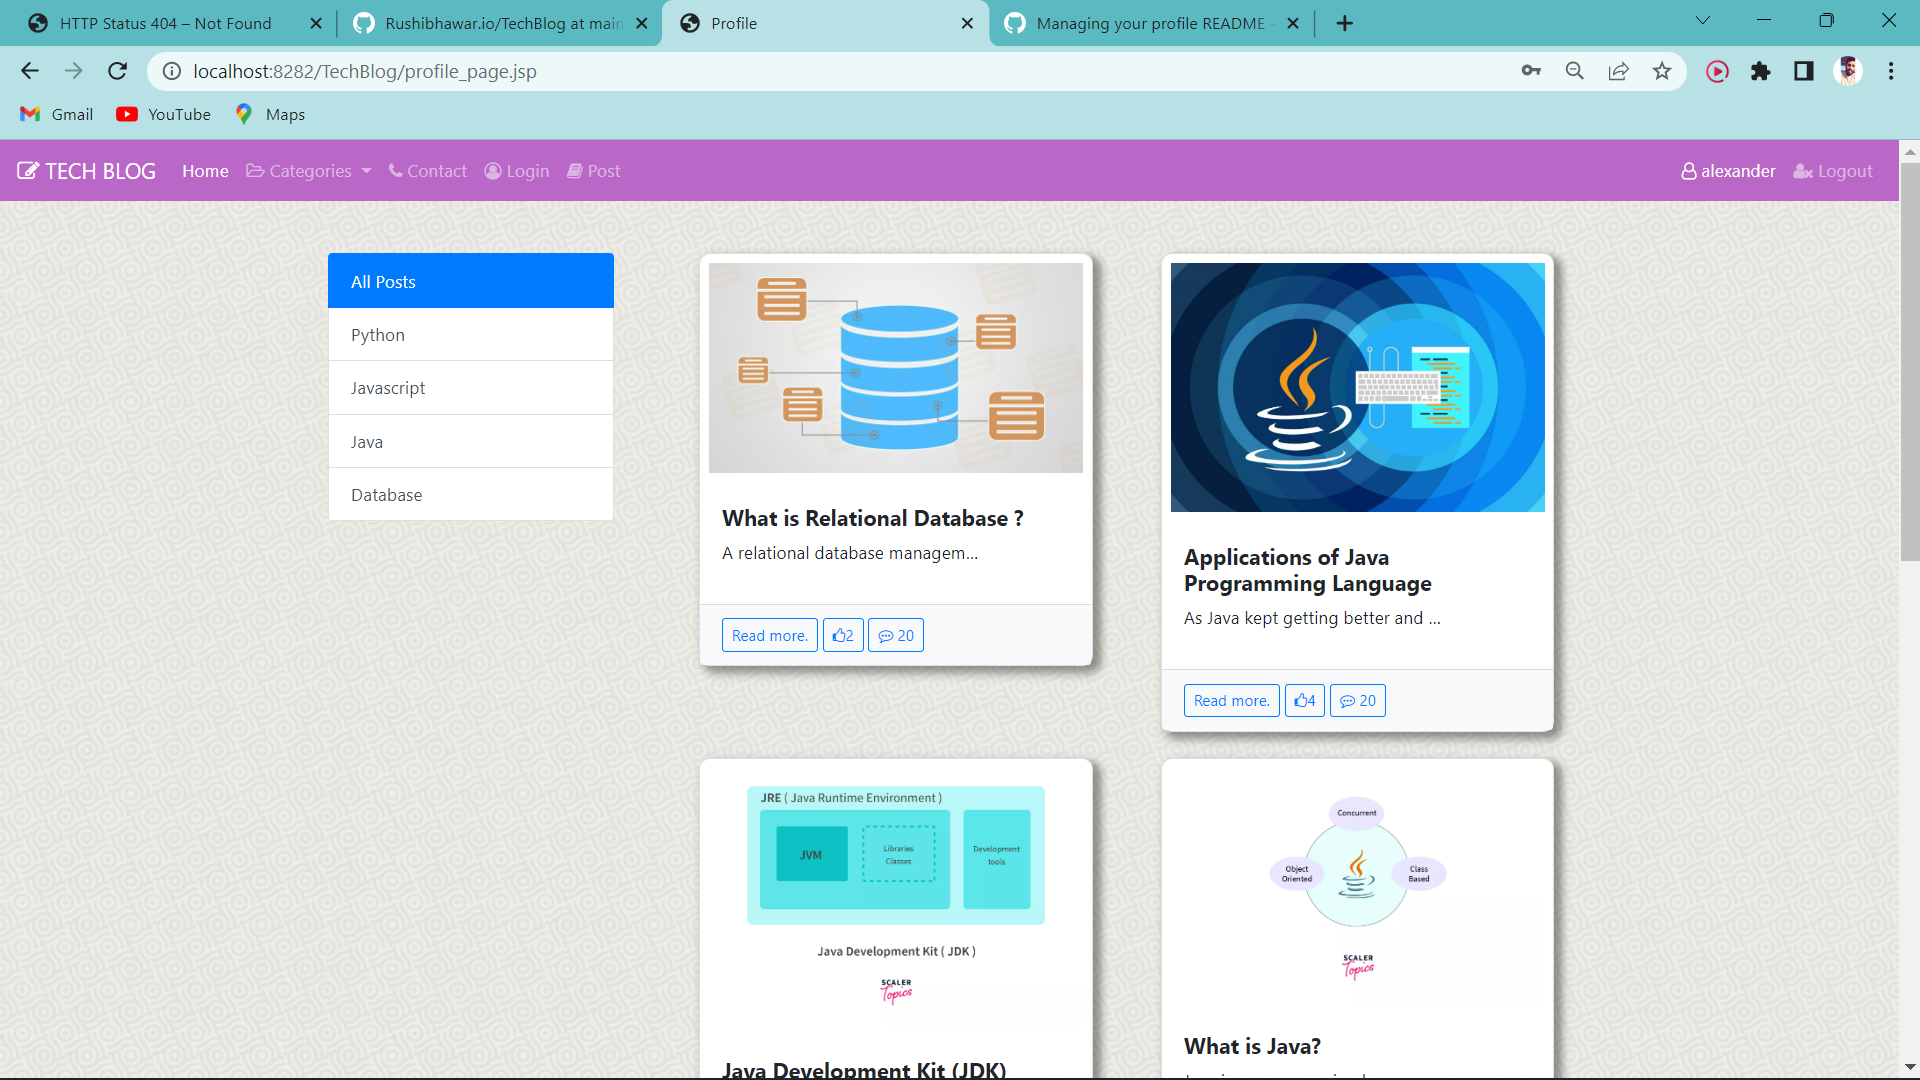 HTTP Status 404 – Not Found
Rushibhawar.io/TechBlog at main
Profile
Managing your profile README -
localhost:8282/TechBlog/profile_page.jsp
Gmail
YouTube
Maps
TECH BLOG
Home
Categories
Contact
Login
Post
alexander
Logout
All Posts
Python
Javascript
Java
Database
What is Relational Database ?
A relational database managem...
Read more.
2
20
Applications of Java
Programming Language
As Java kept getting better and ...
Read more.
4
20
JRE ( Java Runtime Environment )
JVM
Libraries
Classes
Development
tools
Java Development Kit ( JDK )
SCALER
Topics
Java Development Kit (JDK)
Concurrent
Object
Oriented
Class
Based
SCALER
Topics
What is Java?